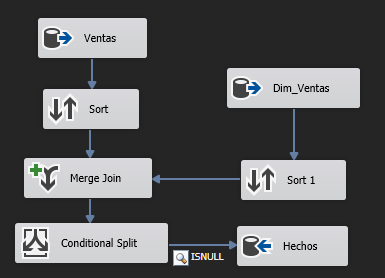 Ventas
Dim_Ventas
Sort
Merge Join
Sort 1
Conditional Split
ISNULL
Hechos